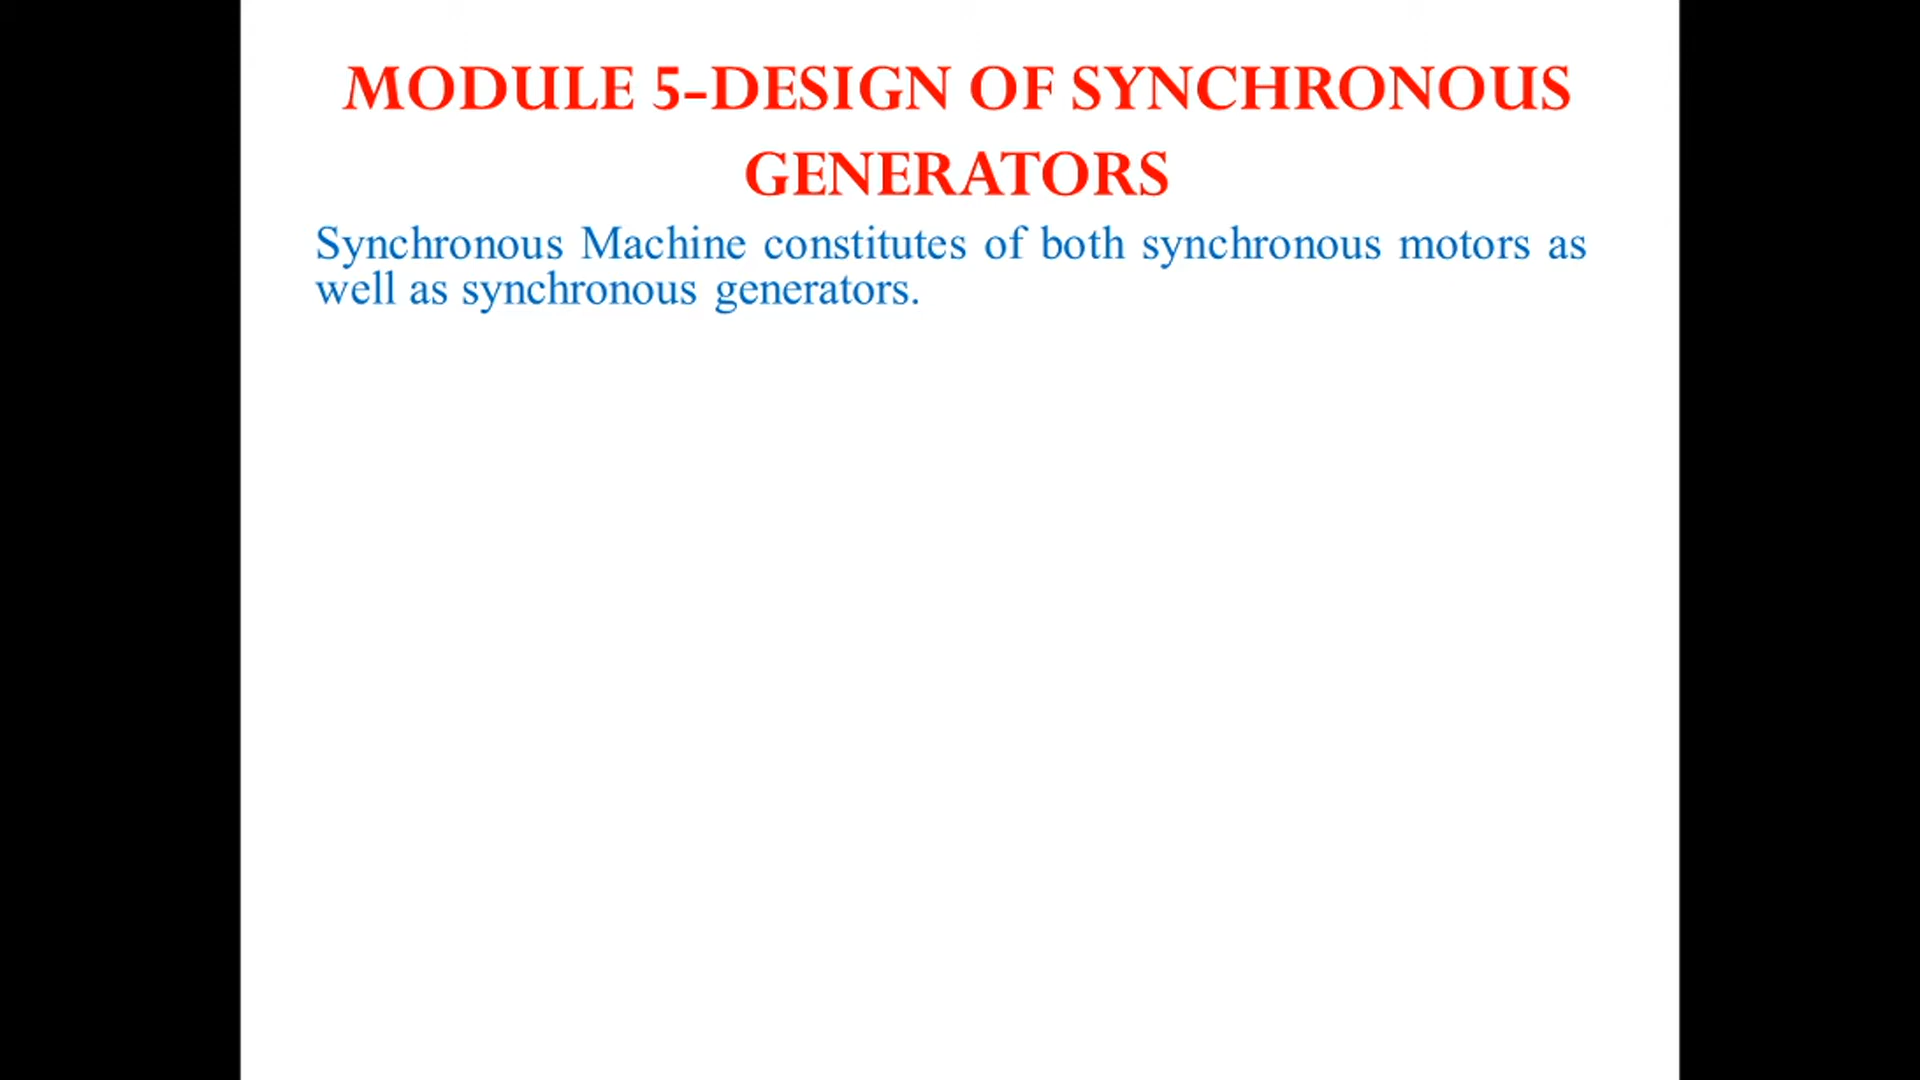 MODULE 5-DESIGN OF SYNCHRONOUS
GENERATORS
Synchronous Machine constitutes of both synchronous motors as
well as synchronous generators.